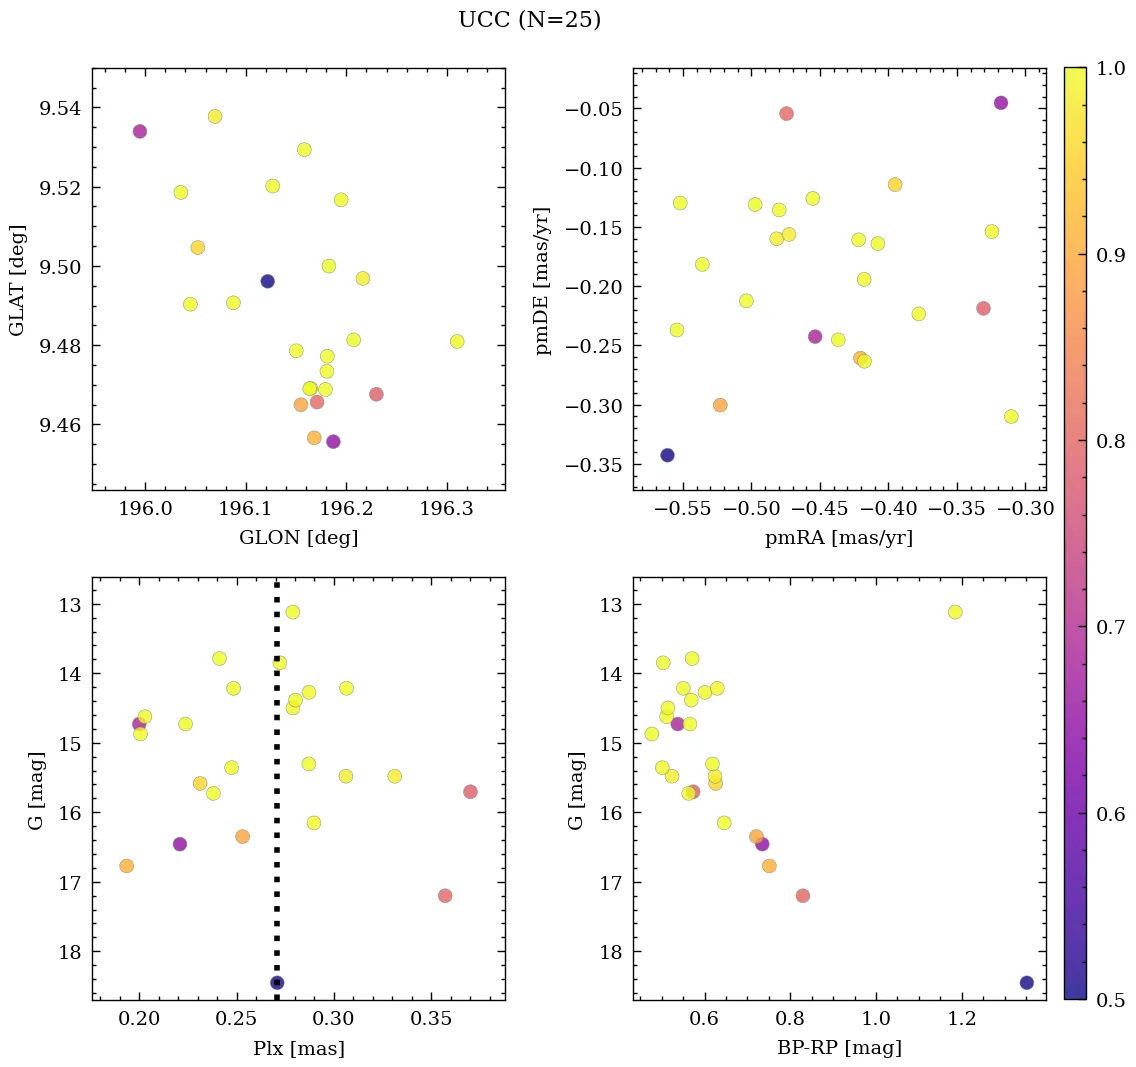 UCC (N=25)
9.54
9.52
9.50
9.48
9.46
GLAT [deg]
196.0 196.1 196.2 196.3
GLON [deg]
−0.05
−0.10
−0.15
−0.20
−0.25
−0.30
−0.35
pmDE [mas/yr]
−0.55 −0.50 −0.45 −0.40 −0.35 −0.30
pmRA [mas/yr]
13
14
15
16
17
18
G [mag]
0.20 0.25 0.30 0.35
Plx [mas]
13
14
15
16
17
18
G [mag]
0.6 0.8 1.0 1.2
BP-RP [mag]
1.0
0.9
0.8
0.7
0.6
0.5